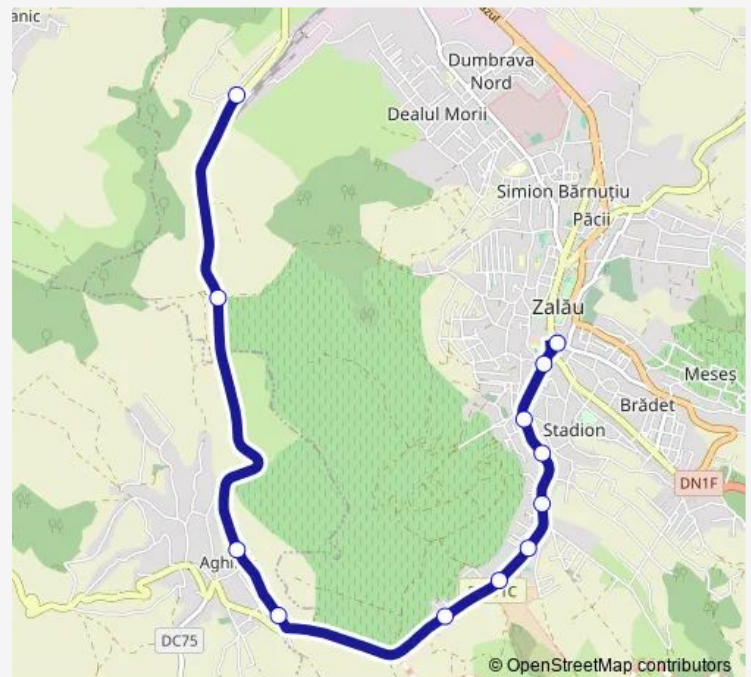 anic
Dumbrava
Nord
Dealul Morii
Simion Bărnuțiu
Păcii
Zalău
Meseș
Brădet
Stadion
DN1F
Aghi
DC75
© OpenStreetMap contributors